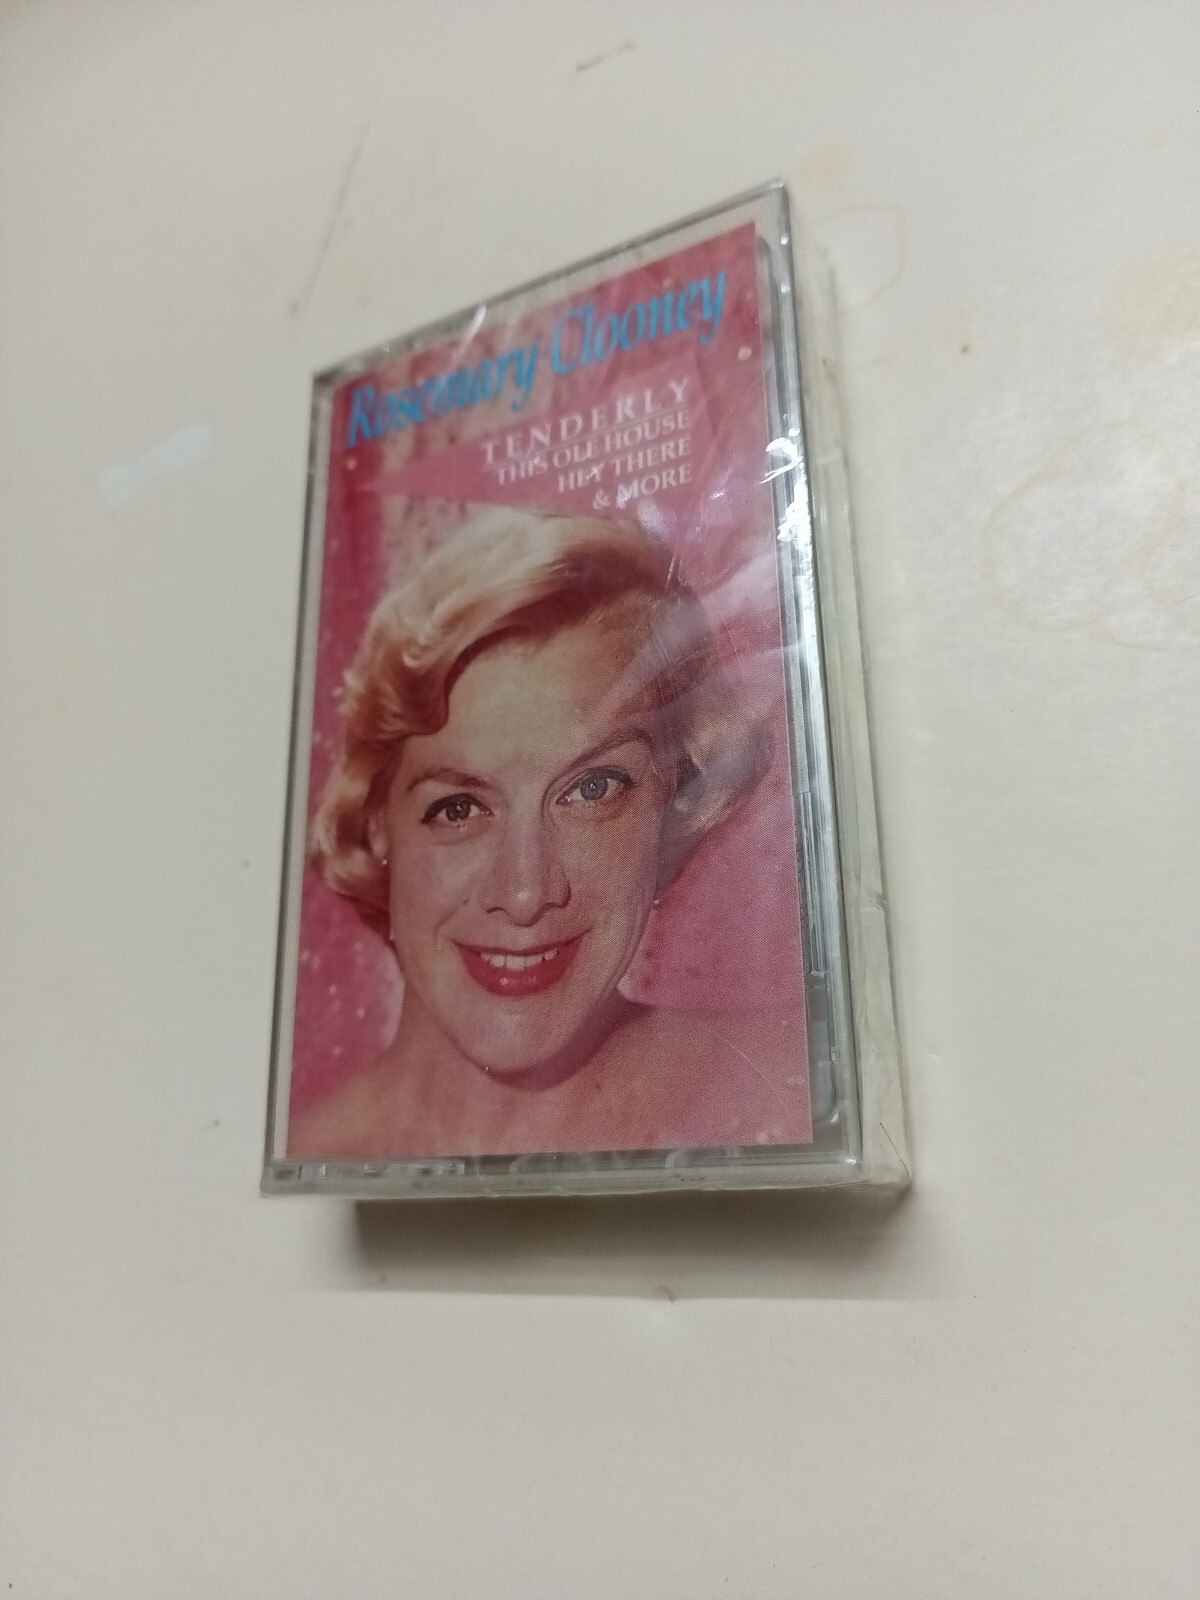 Rosemary Clooney
TENDERLY
THIS OLE HOUSE
HEY THERE
& MORE